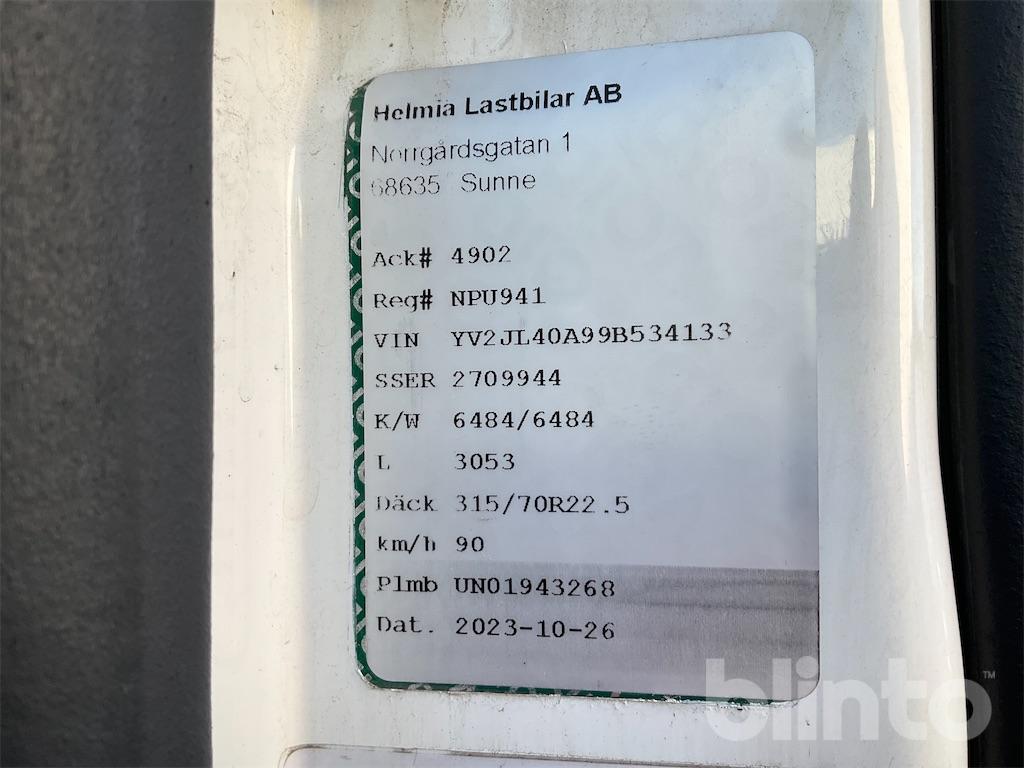 Helmia Lastbilar AB
Norrgårdsgatan 1
68635 Sunne
Ack# 4902
Reg# NPU941
VIN YV2JL40A99B534133
SSER 2709944
K/W 6484/6484
L 3053
Däck 315/70R22.5
km/h 90
Plmb UN01943268
Dat. 2023-10-26
blinto™